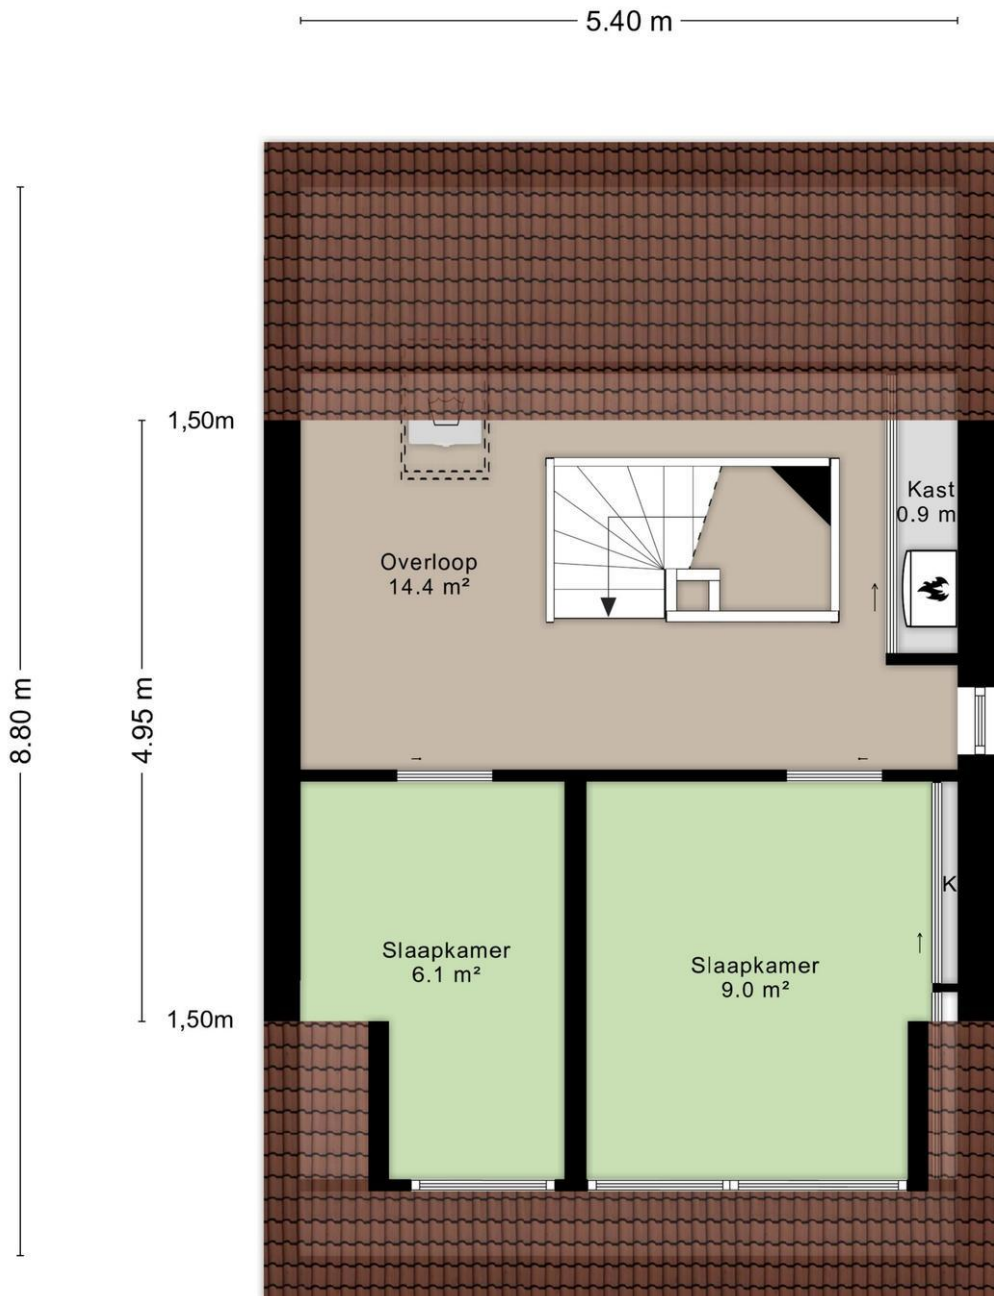 5.40 m
1,50m
Kast
0.9 m
Overloop
14.4 m²
8.80 m
4.95 m
K
Slaapkamer
6.1 m²
Slaapkamer
9.0 m²
1,50m